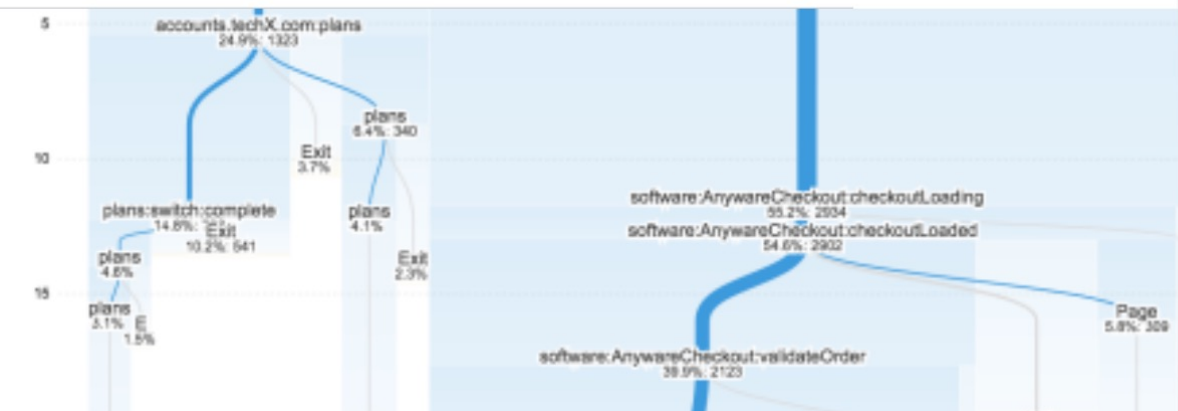 5
accounts.techX.com:plans
24.9%: 1323
plans
6.4%: 340
Exit
3.7%
10
software:AnywareCheckout:checkoutLoading
55.2%: 2934
plans:switch:complete
14.8%:
plans
4.1%
Exit
10.2%: 541
software:AnywareCheckout:checkoutLoaded
54.6%: 2902
plans
4.6%
Exit
2.3%
15
plans
3.1%
E
1.5%
Page
5.8%: 309
software:AnywareCheckout:validateOrder
39.9%: 2123